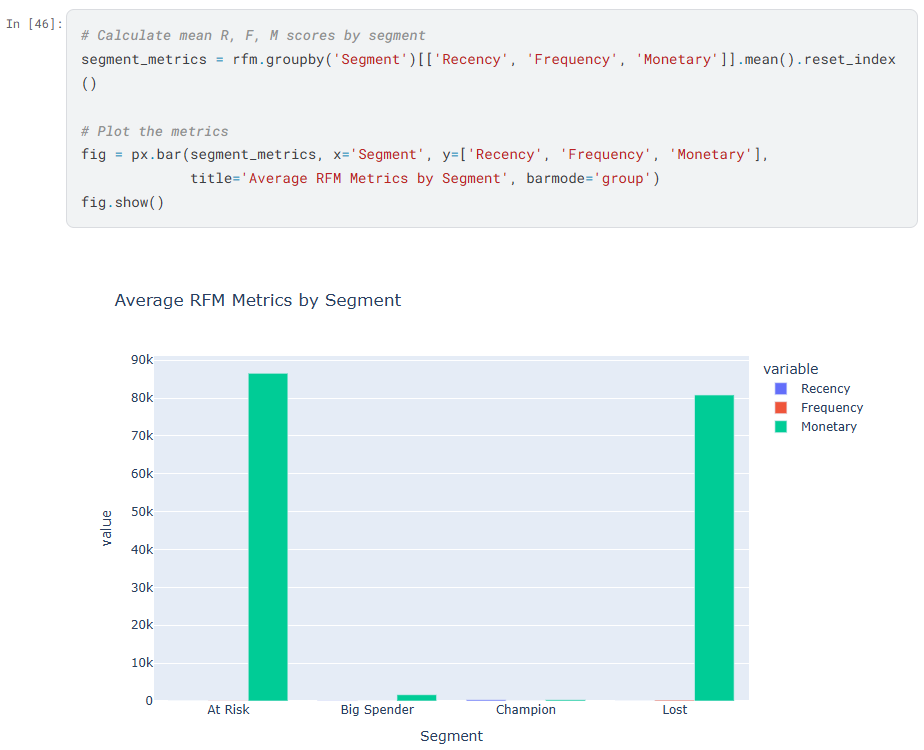 In [46]:
# Calculate mean R, F, M scores by segment
segment_metrics = rfm.groupby('Segment')[['Recency', 'Frequency', 'Monetary']].mean().reset_index
()
# Plot the metrics
fig = px.bar(segment_metrics, x='Segment', y=['Recency', 'Frequency', 'Monetary'],
title='Average RFM Metrics by Segment', barmode='group')
fig.show()
Average RFM Metrics by Segment
90k
80k
70k
60k
50k
40k
30k
20k
10k
0
value
At Risk
Big Spender
Champion
Lost
Segment
variable
Recency
Frequency
Monetary